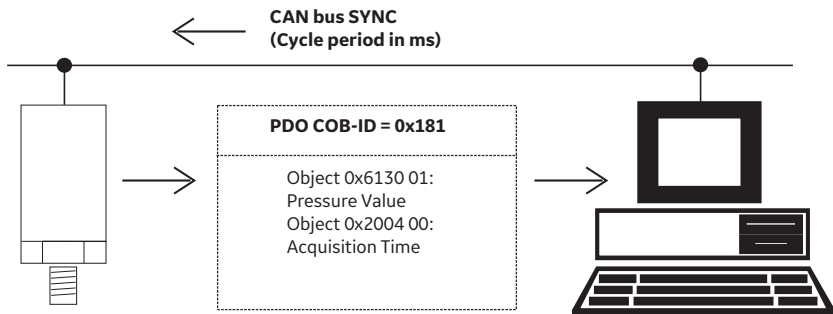 CAN bus SYNC
(Cycle period in ms)
PDO COB-ID = 0x181
Object 0x6130 01:
Pressure Value
Object 0x2004 00:
Acquisition Time